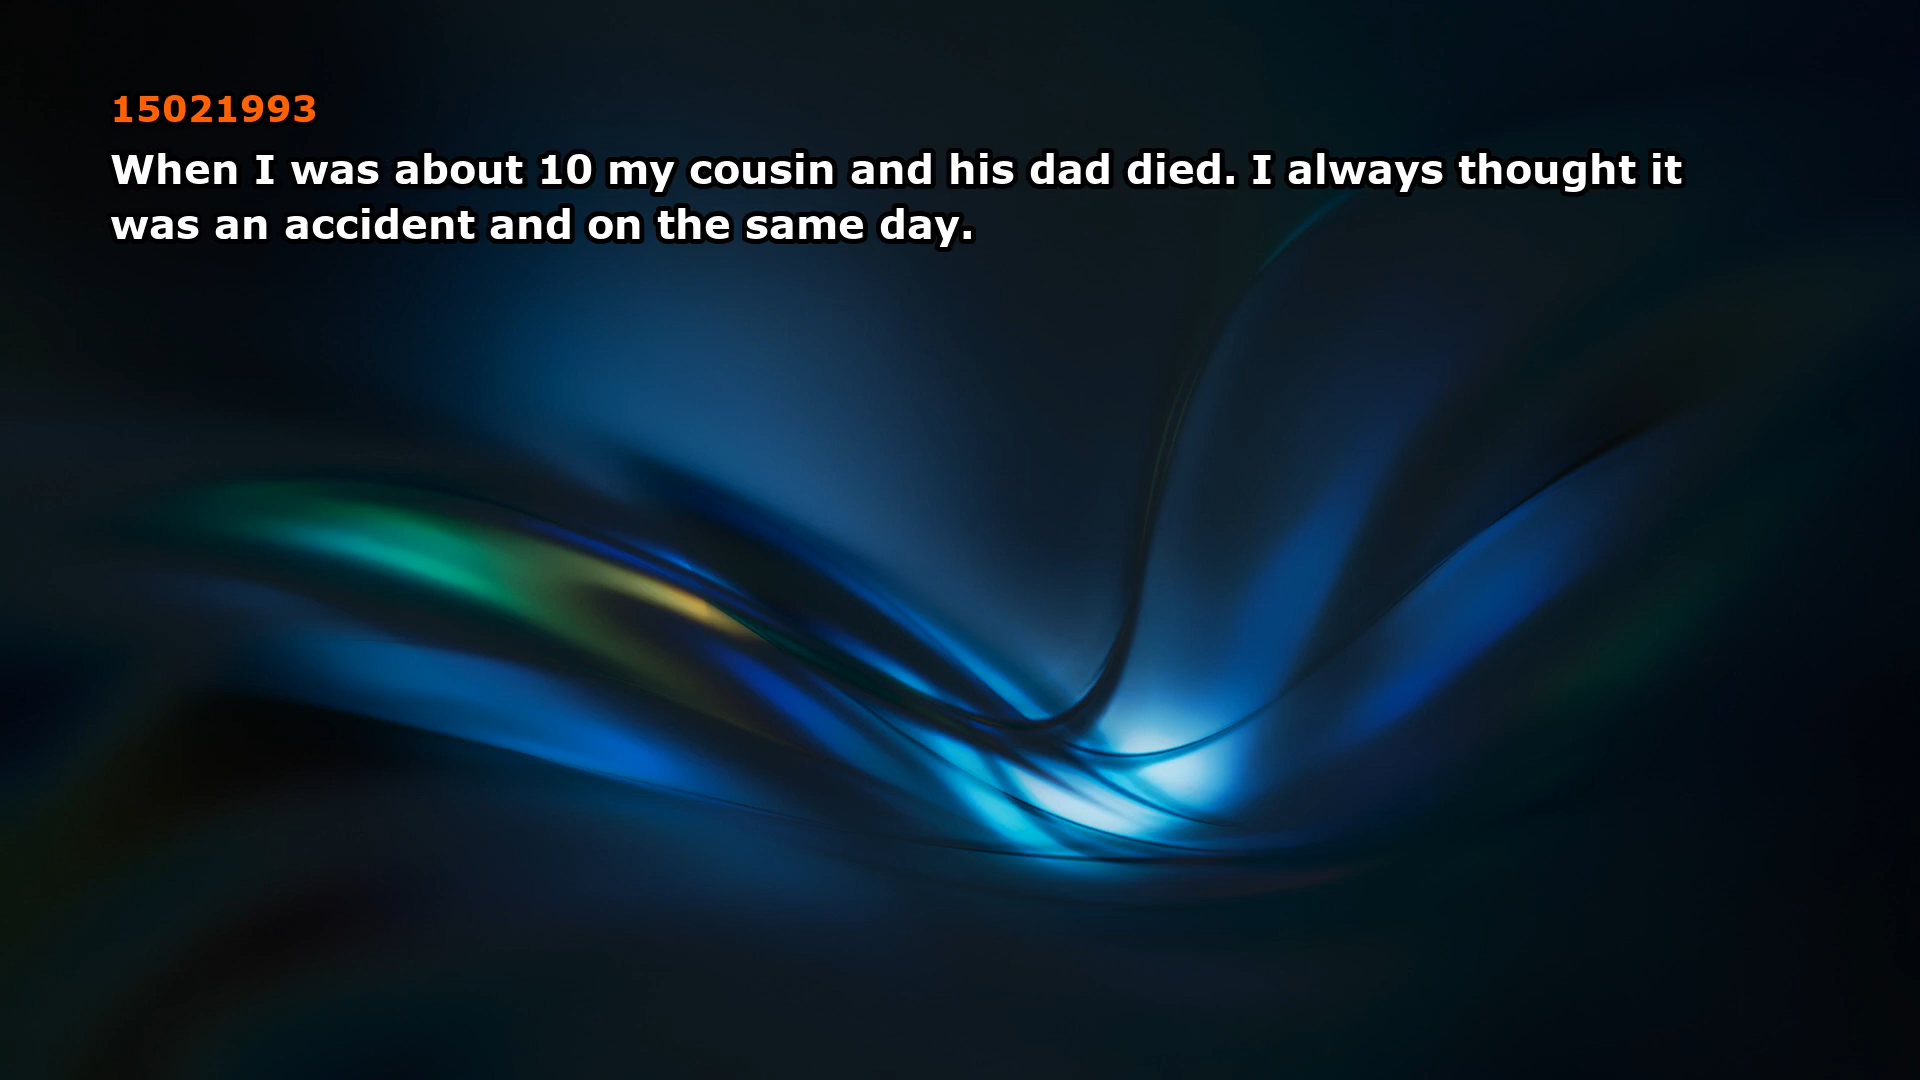 15021993
When I was about 10 my cousin and his dad died. I always thought it
was an accident and on the same day.